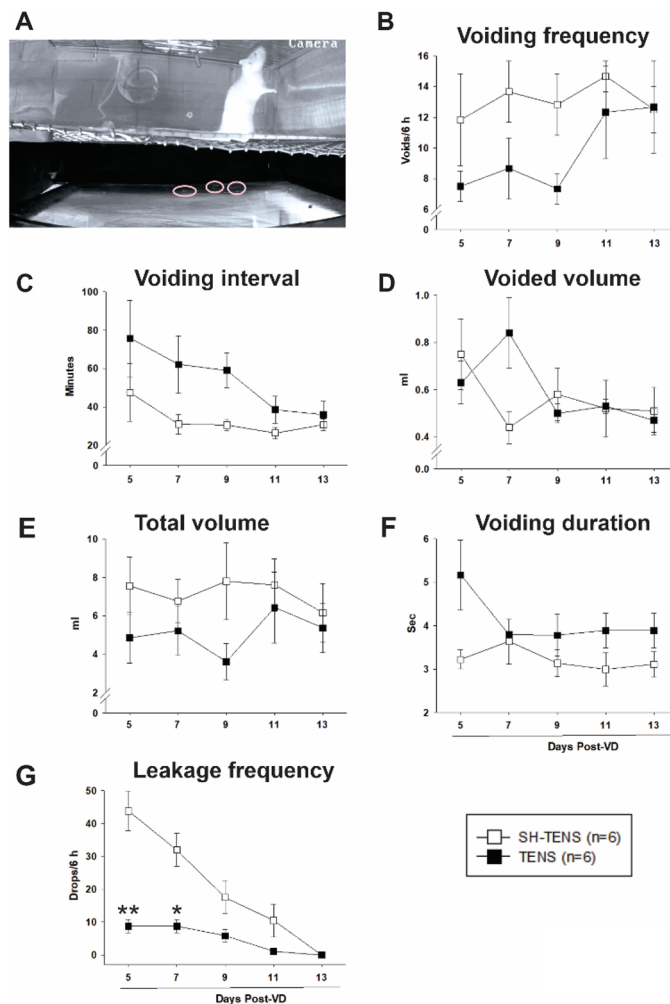 A
Camera
B
Voiding frequency
Voids/6 h
16
14
12
10
8
6
0
5 7 9 11 13
C
Voiding interval
Minutes
100
80
60
40
20
0
5 7 9 11 13
D
Voided volume
ml
1.0
0.8
0.6
0.4
0.0
5 7 9 11 13
E
Total volume
ml
10
8
6
4
2
0
5 7 9 11 13
F
Voiding duration
Sec
6
5
4
3
2
5 7 9 11 13
Days Post-VD
G
Leakage frequency
Drops/6 h
50
40
30
20
10
0
** *
5 7 9 11 13
Days Post-VD
SH-TENS (n=6)
TENS (n=6)